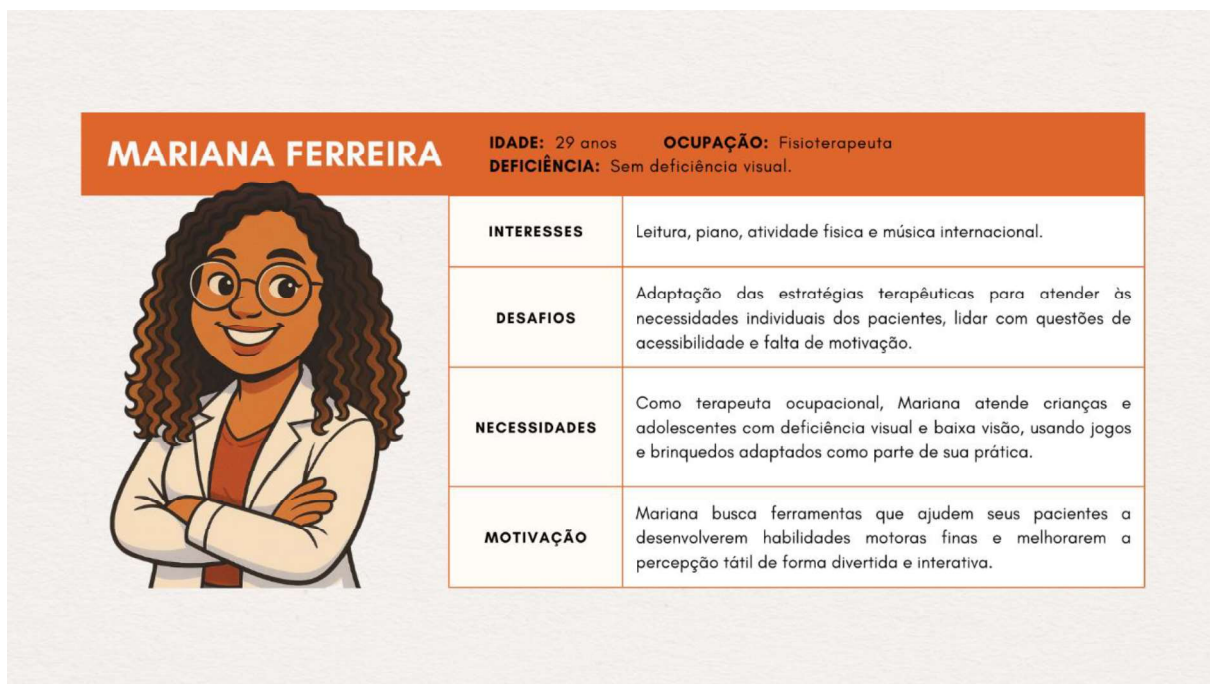 MARIANA FERREIRA
IDADE: 29 anos OCUPAÇÃO: Fisioterapeuta
DEFICIÊNCIA: Sem deficiência visual.
INTERESSES
Leitura, piano, atividade fisica e música internacional.
DESAFIOS
Adaptação das estratégias terapêuticas para atender às
necessidades individuais dos pacientes, lidar com questões de
acessibilidade e falta de motivação.
NECESSIDADES
Como terapeuta ocupacional, Mariana atende crianças e
adolescentes com deficiência visual e baixa visão, usando jogos
e brinquedos adaptados como parte de sua prática.
MOTIVAÇÃO
Mariana busca ferramentas que ajudem seus pacientes a
desenvolverem habilidades motoras finas e melhorarem a
percepção tátil de forma divertida e interativa.